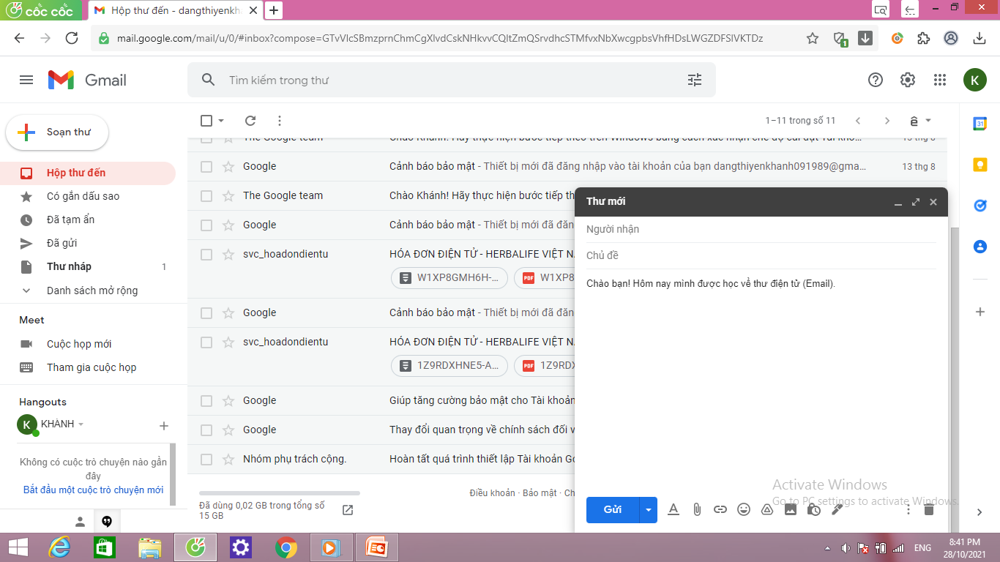 cốc cốc
Hộp thư đến - dangthiyenkh
mail.google.com/mail/u/0/#inbox?compose=GTvVlcSBmzprnChmCgXlvdCskNHkvvCQltZmQSrvdhcSTMfvxNbXwcgpbsVhfHDsLWGZDFSlVKTDz
1
Gmail
Tìm kiếm trong thư
K
Soạn thư
1–11 trong số 11
ê
The Google team Chào Khánh! Hãy thực hiện bước tiếp theo trên Windows bằng cách xác nhận chế độ cài đặt Tài kho... 13 thg 8
Hộp thư đến
Google Cảnh báo bảo mật - Thiết bị mới đã đăng nhập vào tài khoản của bạn dangthiyenkhanh091989@gma... 13 thg 8
Có gắn dấu sao
The Google team Chào Khánh! Hãy thực hiện bước tiếp th
Đã tạm ẩn
Google Cảnh báo bảo mật - Thiết bị mới đã đăn
Đã gửi
svc_hoadondientu HÓA ĐƠN ĐIỆN TỬ - HERBALIFE VIỆT N
Thư nháp 1
W1XP8GMH6H-... PDF W1XP8
Danh sách mở rộng
Google Cảnh báo bảo mật - Thiết bị mới đã đăn
Meet
Cuộc họp mới
svc_hoadondientu HÓA ĐƠN ĐIỆN TỬ - HERBALIFE VIỆT N
Tham gia cuộc họp
1Z9RDXHNE5-A... PDF 1Z9RDX
Hangouts
Google Giúp tăng cường bảo mật cho Tài khoản
K KHÁNH
Google Thay đổi quan trọng về chính sách đối v
Nhóm phụ trách cộng. Hoàn tất quá trình thiết lập Tài khoản Go
Không có cuộc trò chuyện nào gần
đây
Bắt đầu một cuộc trò chuyện mới
Điều khoản · Bảo mật · Ch
Đã dùng 0,02 GB trong tổng số
15 GB
Thư mới
Người nhận
Chủ đề
Chào bạn! Hôm nay mình được học về thư điện tử (Email).
Activate Windows
Go to PC settings to activate Windows.
Gửi
31
ENG
8:41 PM
28/10/2021